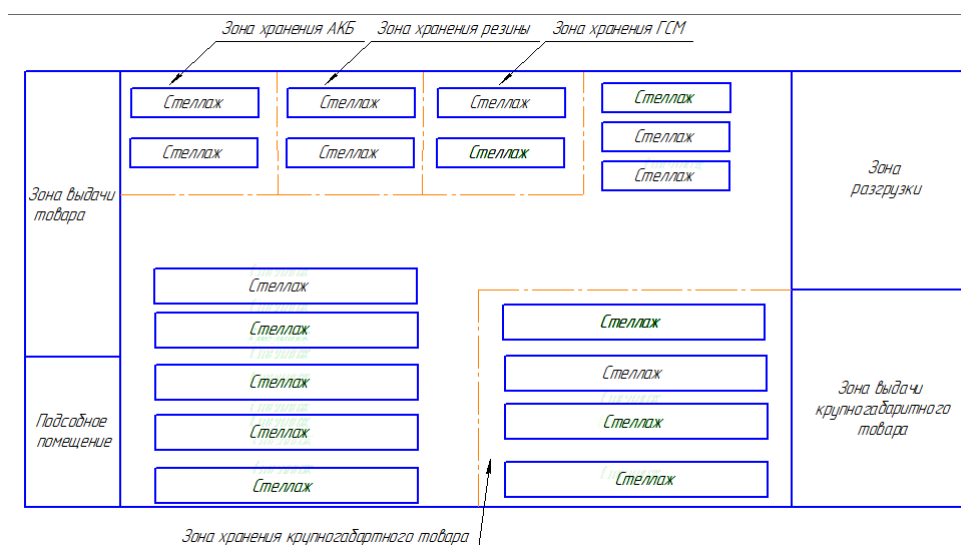 Зона хранения АКБ
Зона хранения резины
Зона хранения ГСМ
Стеллаж
Стеллаж
Стеллаж
Стеллаж
Стеллаж
Стеллаж
Стеллаж
Стеллаж
Стеллаж
Зона выдачи
товара
Зона
разгрузки
Стеллаж
Стеллаж
Стеллаж
Стеллаж
Стеллаж
Стеллаж
Стеллаж
Стеллаж
Стеллаж
Подсобное
помещение
Зона выдачи
крупногабаритного
товара
Зона хранения крупногабартного товара